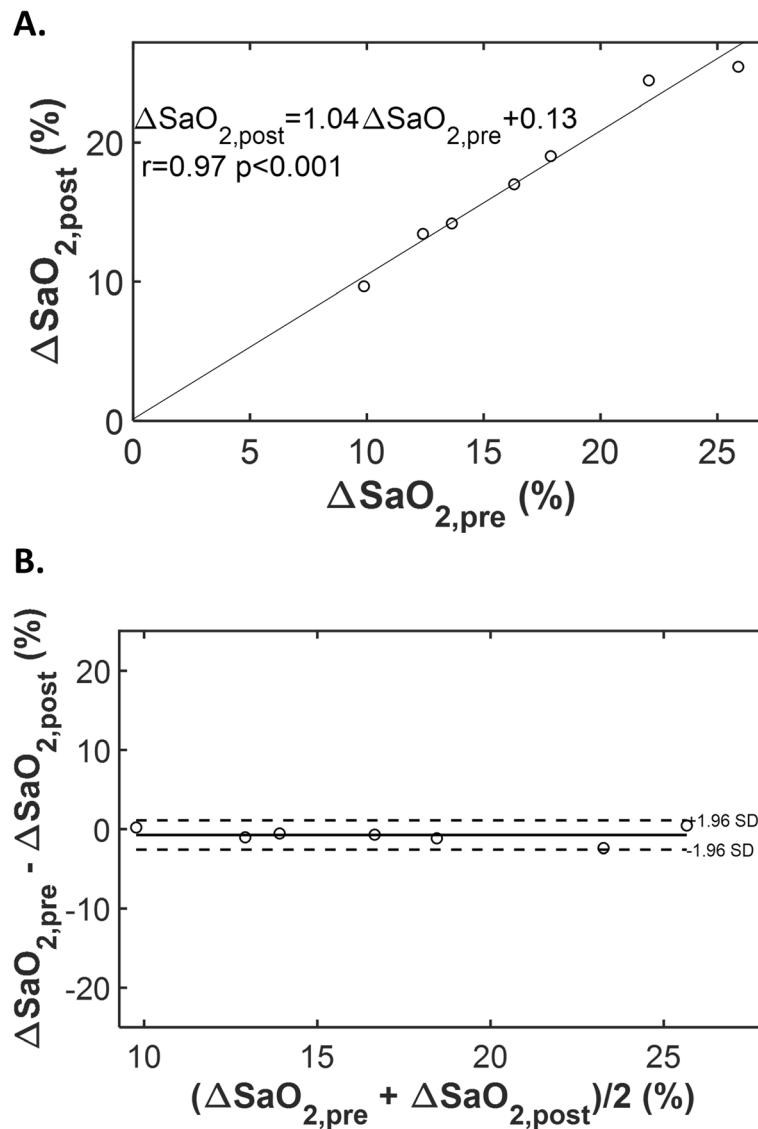 A.
ΔSaO2,post (%)
ΔSaO2,post=1.04ΔSaO2,pre+0.13
r=0.97 p<0.001
20
10
0
0 5 10 15 20 25
ΔSaO2,pre (%)
B.
ΔSaO2,pre - ΔSaO2,post (%)
20
10
0
-10
-20
+1.96 SD
-1.96 SD
10 15 20 25
(ΔSaO2,pre + ΔSaO2,post)/2 (%)